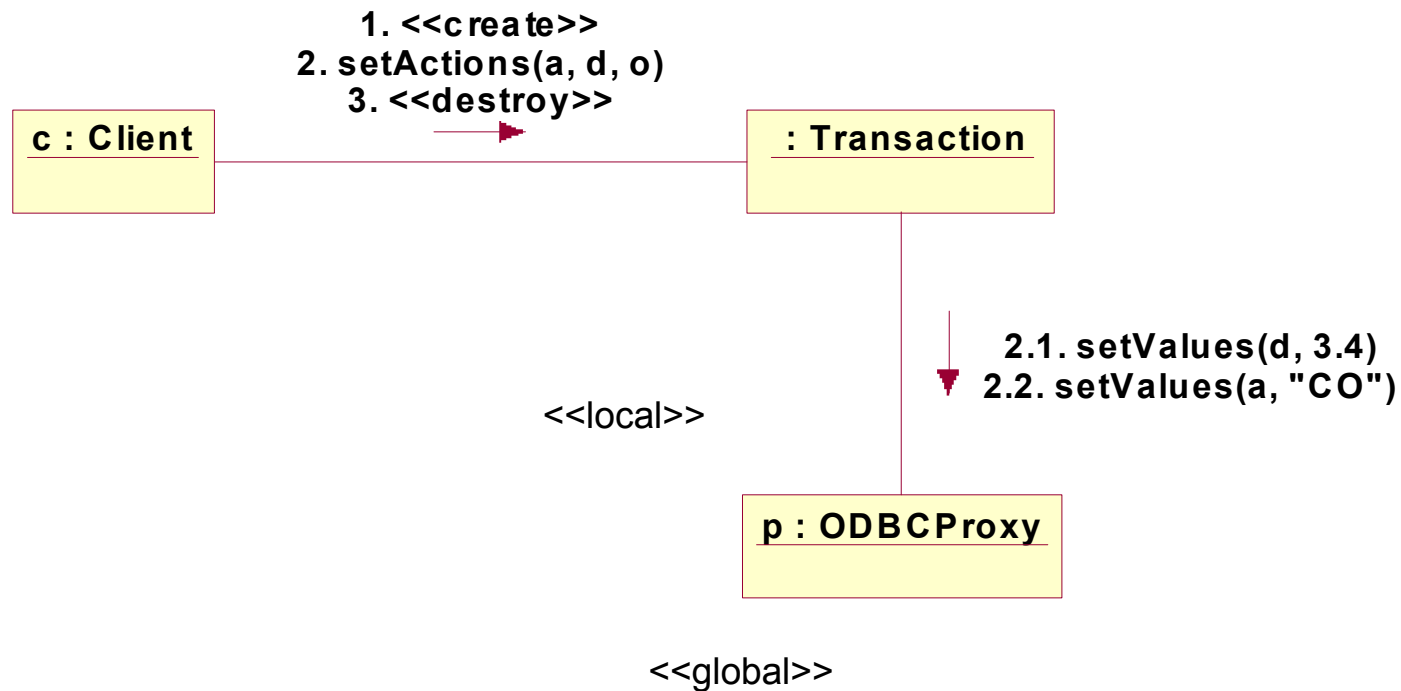 1. <<create>>
2. setActions(a, d, o)
3. <<destroy>>
c : Client
: Transaction
2.1. setValues(d, 3.4)
2.2. setValues(a, "CO")
<<local>>
p : ODBCProxy
<<global>>